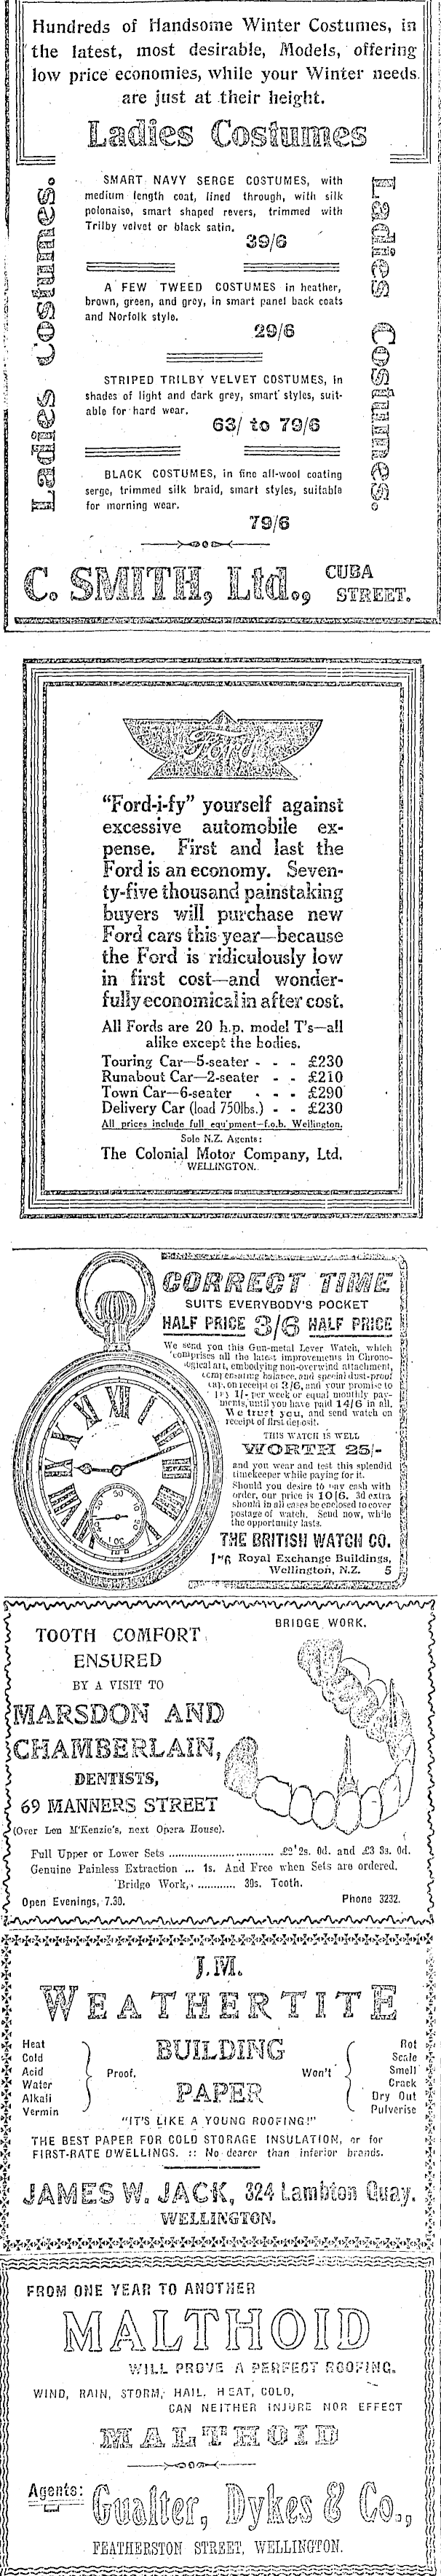 Hundreds of Handsome Winter Costumes, in
the latest, most desirable, Models, offering
low price economies, while your Winter needs
are just at their height.
Ladies Costumes
Ladies Costumes.
SMART NAVY SERGE COSTUMES, with
medium length coat, lined through, with silk
polonaise, smart shaped revers, trimmed with
Trilby velvet or black satin.
39/6
A FEW TWEED COSTUMES in heather,
brown, green, and grey, in smart panel back coats
and Norfolk style.
29/6
STRIPED TRILBY VELVET COSTUMES, in
shades of light and dark grey, smart styles, suit-
able for hard wear.
63/ to 79/6
BLACK COSTUMES, in fine all-wool coating
serge, trimmed silk braid, smart styles, suitable
for morning wear.
79/6
Ladies Costumes.
C. SMITH, Ltd., CUBA
STREET.
Ford
"Ford-i-fy" yourself against
excessive automobile ex-
pense. First and last the
Ford is an economy. Seven-
ty-five thousand painstaking
buyers will purchase new
Ford cars this year—because
the Ford is ridiculously low
in first cost—and wonder-
fully economical in after cost.
All Fords are 20 h.p. model T's—all
alike except the bodies.
Touring Car—5-seater - - - £230
Runabout Car—2-seater - - £210
Town Car—6-seater - - - £290
Delivery Car (load 750lbs.) - - £230
All prices include full equipment—f.o.b. Wellington.
Sole N.Z. Agents:
The Colonial Motor Company, Ltd.
WELLINGTON.
CORRECT TIME
SUITS EVERYBODY'S POCKET
HALF PRICE 3/6 HALF PRICE
We send you this Gun-metal Lever Watch, which
comprises all the latest improvements in Chrono-
logical art, embodying non-overwind attachment,
compensating balance, and special dust-proof
cap, on receipt of 3/6, and your promise to
pay 1/- per week or equal monthly pay-
ments, until you have paid 14/6 in all.
We trust you, and send watch on
receipt of first deposit.
THIS WATCH IS WELL
WORTH 25/-
and you wear and test this splendid
timekeeper while paying for it.
Should you desire to pay cash with
order, our price is 10/6. 3d extra
should in all cases be enclosed to cover
postage of watch. Send now, while
the opportunity lasts.
THE BRITISH WATCH CO.
Royal Exchange Buildings,
Wellington, N.Z. 5
BRIDGE WORK.
TOOTH COMFORT
ENSURED
BY A VISIT TO
MARSDON AND
CHAMBERLAIN,
DENTISTS,
69 MANNERS STREET
(Over Len M'Kenzie's, next Opera House).
Full Upper or Lower Sets ........ £2 2s. 0d. and £3 3s. 0d.
Genuine Painless Extraction ... 1s. And Free when Sets are ordered.
Bridge Work, ........ 30s. Tooth.
Open Evenings, 7.30. Phone 3232.
J.M.
WEATHERTITE
BUILDING
PAPER
Heat
Cold
Acid
Water
Alkali
Vermin
Proof.
Won't
Rot
Scale
Smell
Crack
Dry Out
Pulverise
"IT'S LIKE A YOUNG ROOFING!"
THE BEST PAPER FOR COLD STORAGE INSULATION, or for
FIRST-RATE DWELLINGS. :: No dearer than inferior brands.
JAMES W. JACK, 324 Lambton Quay.
WELLINGTON.
FROM ONE YEAR TO ANOTHER
MALTHOID
WILL PROVE A PERFECT ROOFING.
WIND, RAIN, STORM, HAIL, HEAT, COLD,
CAN NEITHER INJURE NOR EFFECT
MALTHOID
Agents:
Gualter, Dykes & Co.,
FEATHERSTON STREET, WELLINGTON.